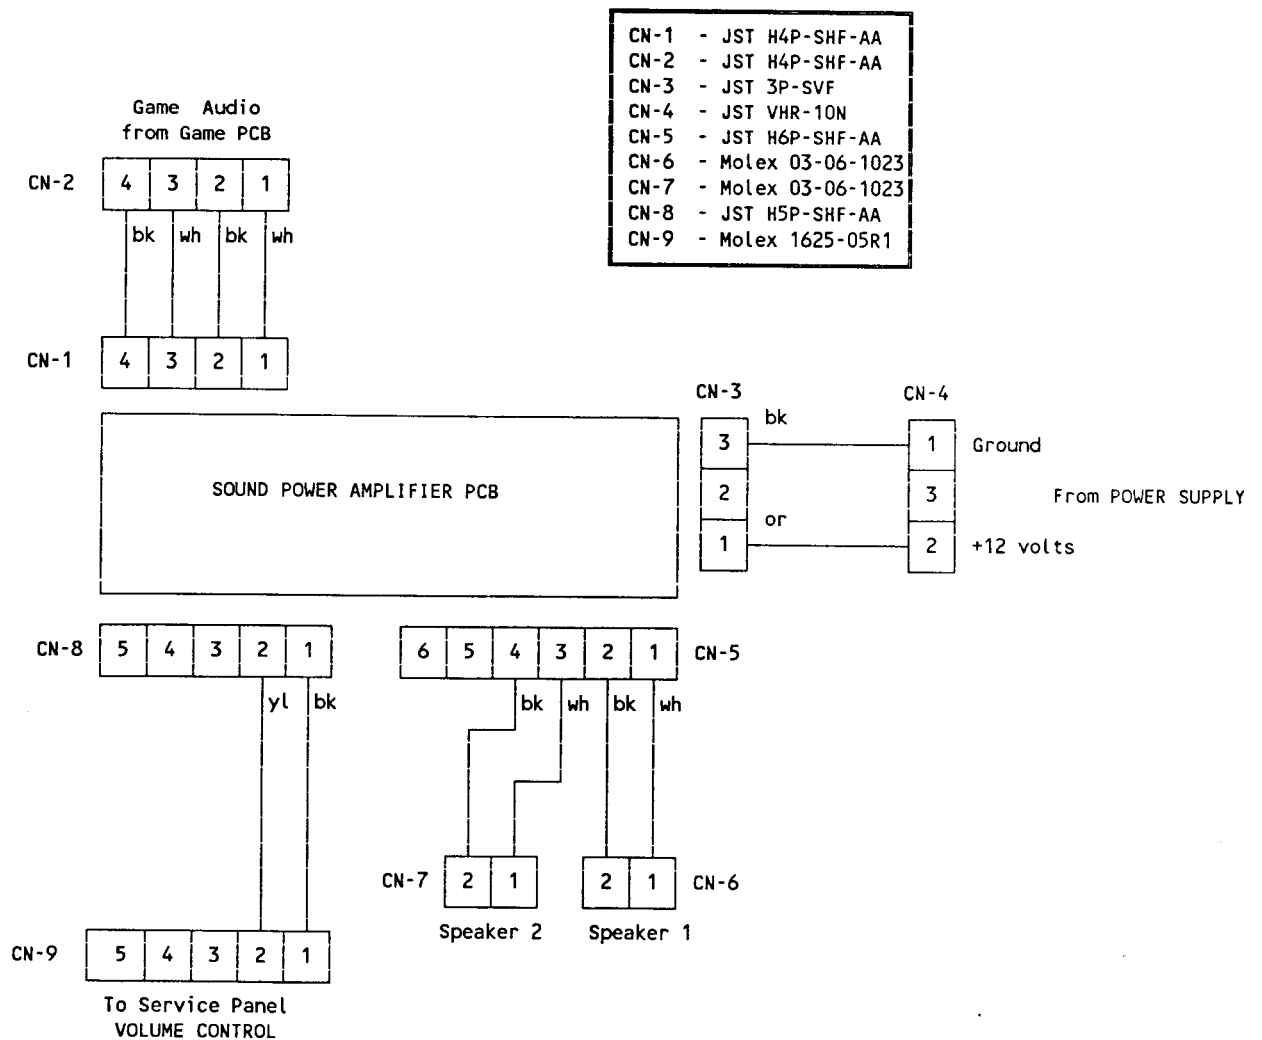 CN-1 - JST H4P-SHF-AA
CN-2 - JST H4P-SHF-AA
CN-3 - JST 3P-SVF
CN-4 - JST VHR-10N
CN-5 - JST H6P-SHF-AA
CN-6 - Molex 03-06-1023
CN-7 - Molex 03-06-1023
CN-8 - JST H5P-SHF-AA
CN-9 - Molex 1625-05R1
Game Audio
from Game PCB
CN-2 4 3 2 1
bk wh bk wh
CN-1 4 3 2 1
SOUND POWER AMPLIFIER PCB
CN-3 CN-4
bk
3 1 Ground
2 3 From POWER SUPPLY
or
1 2 +12 volts
CN-8 5 4 3 2 1
yl bk
6 5 4 3 2 1 CN-5
bk wh bk wh
CN-7 2 1
Speaker 2
2 1 CN-6
Speaker 1
CN-9 5 4 3 2 1
To Service Panel
VOLUME CONTROL